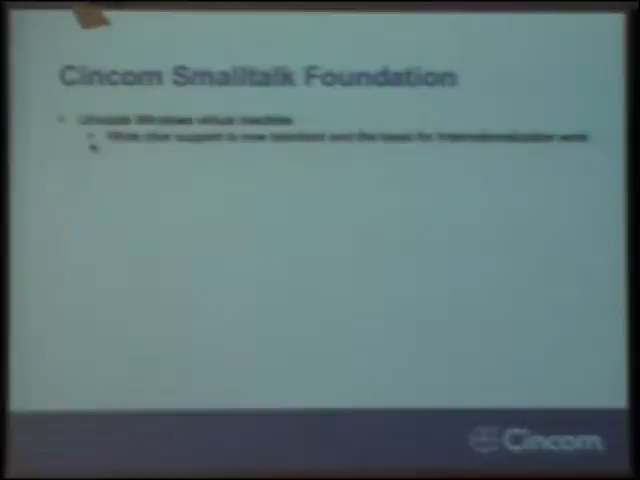 Cincom Smalltalk Foundation
Unicode Windows virtual machine
Wide char support is now standard and the basis for internationalization work
Cincom